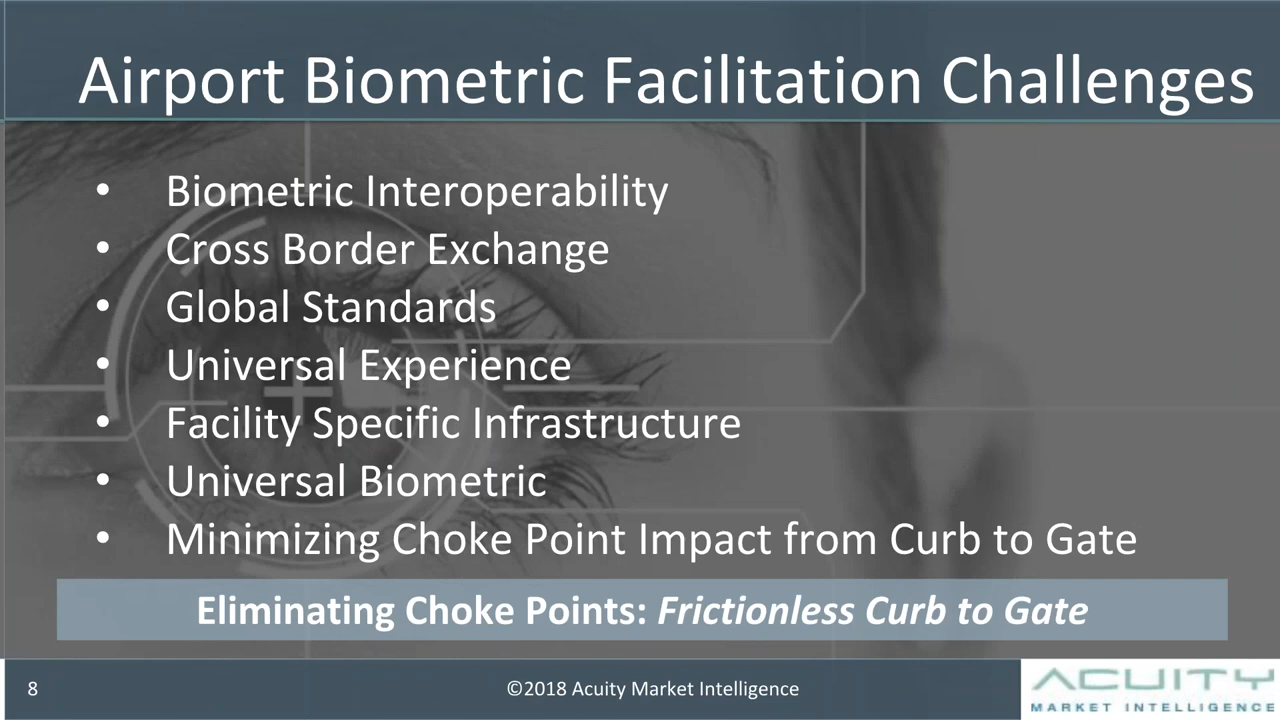 Airport Biometric Facilitation Challenges
• Biometric Interoperability
• Cross Border Exchange
• Global Standards
• Universal Experience
• Facility Specific Infrastructure
• Universal Biometric
• Minimizing Choke Point Impact from Curb to Gate
Eliminating Choke Points: Frictionless Curb to Gate
8
©2018 Acuity Market Intelligence
ACUITY
MARKET INTELLIGENCE